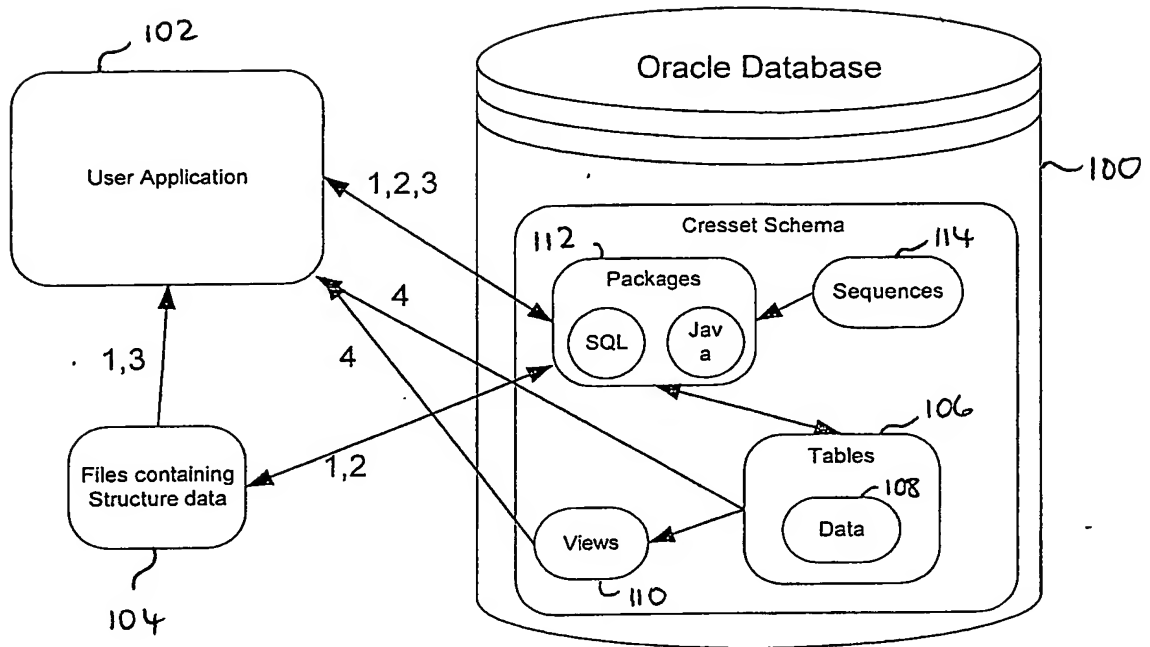 102
Oracle Database
User Application
1,2,3
100
Cresset Schema
112
114
Packages
Sequences
4
SQL
Jav
a
1,3
4
106
Files containing
Structure data
1,2
Tables
108
Data
Views
110
104